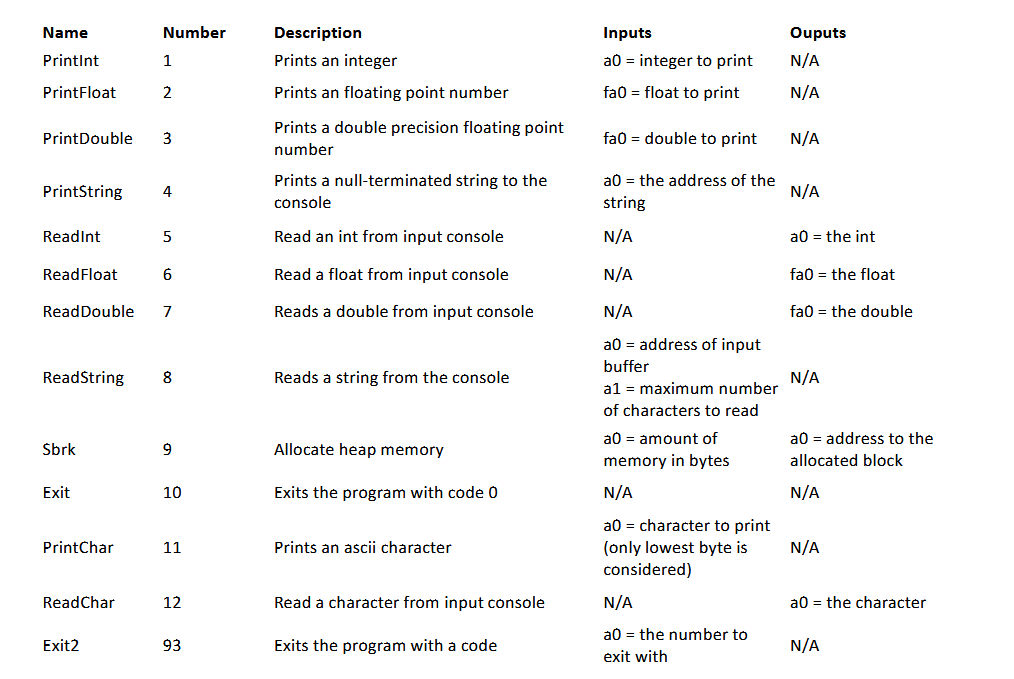 Name Number Description Inputs Ouputs
PrintInt 1 Prints an integer a0 = integer to print N/A
PrintFloat 2 Prints an floating point number fa0 = float to print N/A
PrintDouble 3 Prints a double precision floating point
number fa0 = double to print N/A
PrintString 4 Prints a null-terminated string to the
console a0 = the address of the
string N/A
ReadInt 5 Read an int from input console N/A a0 = the int
ReadFloat 6 Read a float from input console N/A fa0 = the float
ReadDouble 7 Reads a double from input console N/A fa0 = the double
ReadString 8 Reads a string from the console a0 = address of input
buffer
a1 = maximum number
of characters to read N/A
Sbrk 9 Allocate heap memory a0 = amount of
memory in bytes a0 = address to the
allocated block
Exit 10 Exits the program with code 0 N/A N/A
PrintChar 11 Prints an ascii character a0 = character to print
(only lowest byte is
considered) N/A
ReadChar 12 Read a character from input console N/A a0 = the character
Exit2 93 Exits the program with a code a0 = the number to
exit with N/A